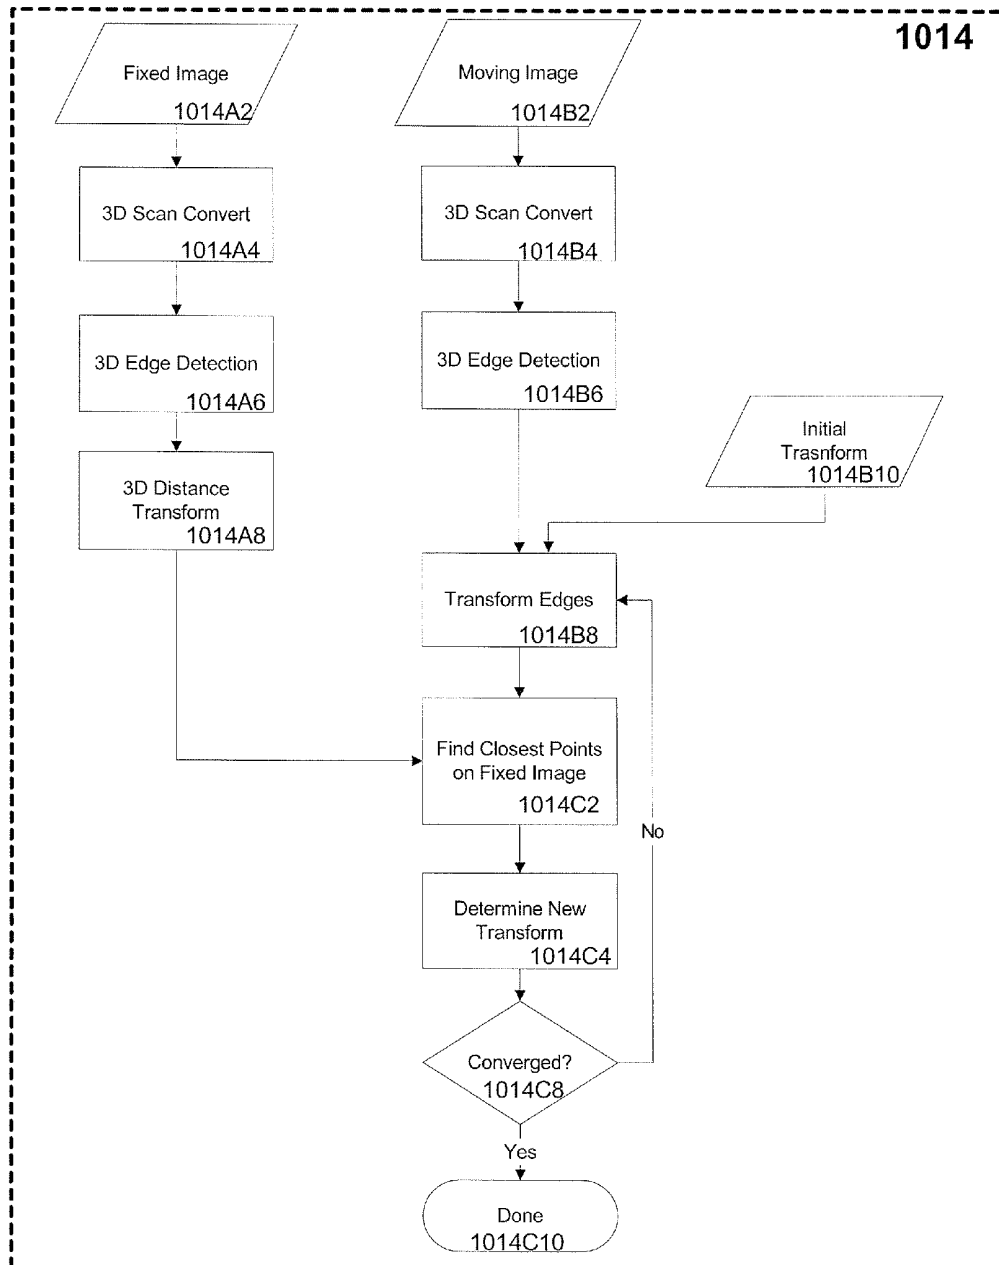 1014
Fixed Image
1014A2
Moving Image
1014B2
3D Scan Convert
1014A4
3D Scan Convert
1014B4
3D Edge Detection
1014A6
3D Edge Detection
1014B6
Initial
Trasnform
1014B10
3D Distance
Transform
1014A8
Transform Edges
1014B8
Find Closest Points
on Fixed Image
1014C2
No
Determine New
Transform
1014C4
Converged?
1014C8
Yes
Done
1014C10